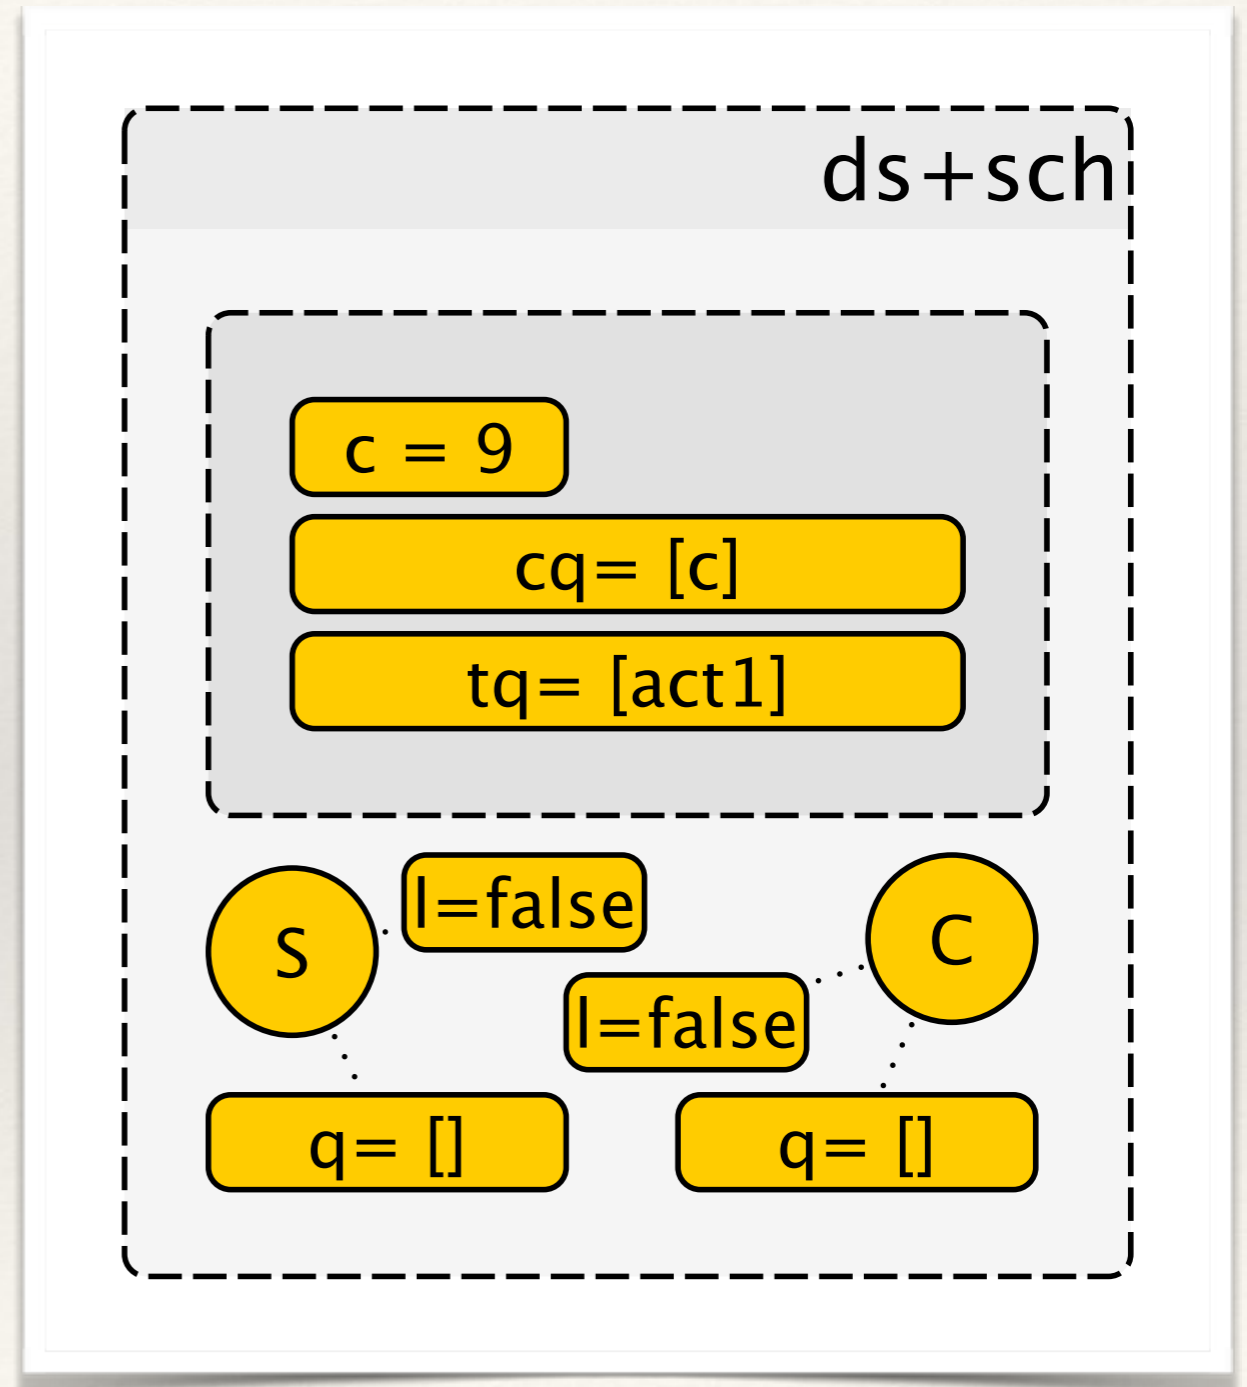 ds+sch
c = 9
cq= [c]
tq= [act1]
S
l=false
C
l=false
q= []
q= []